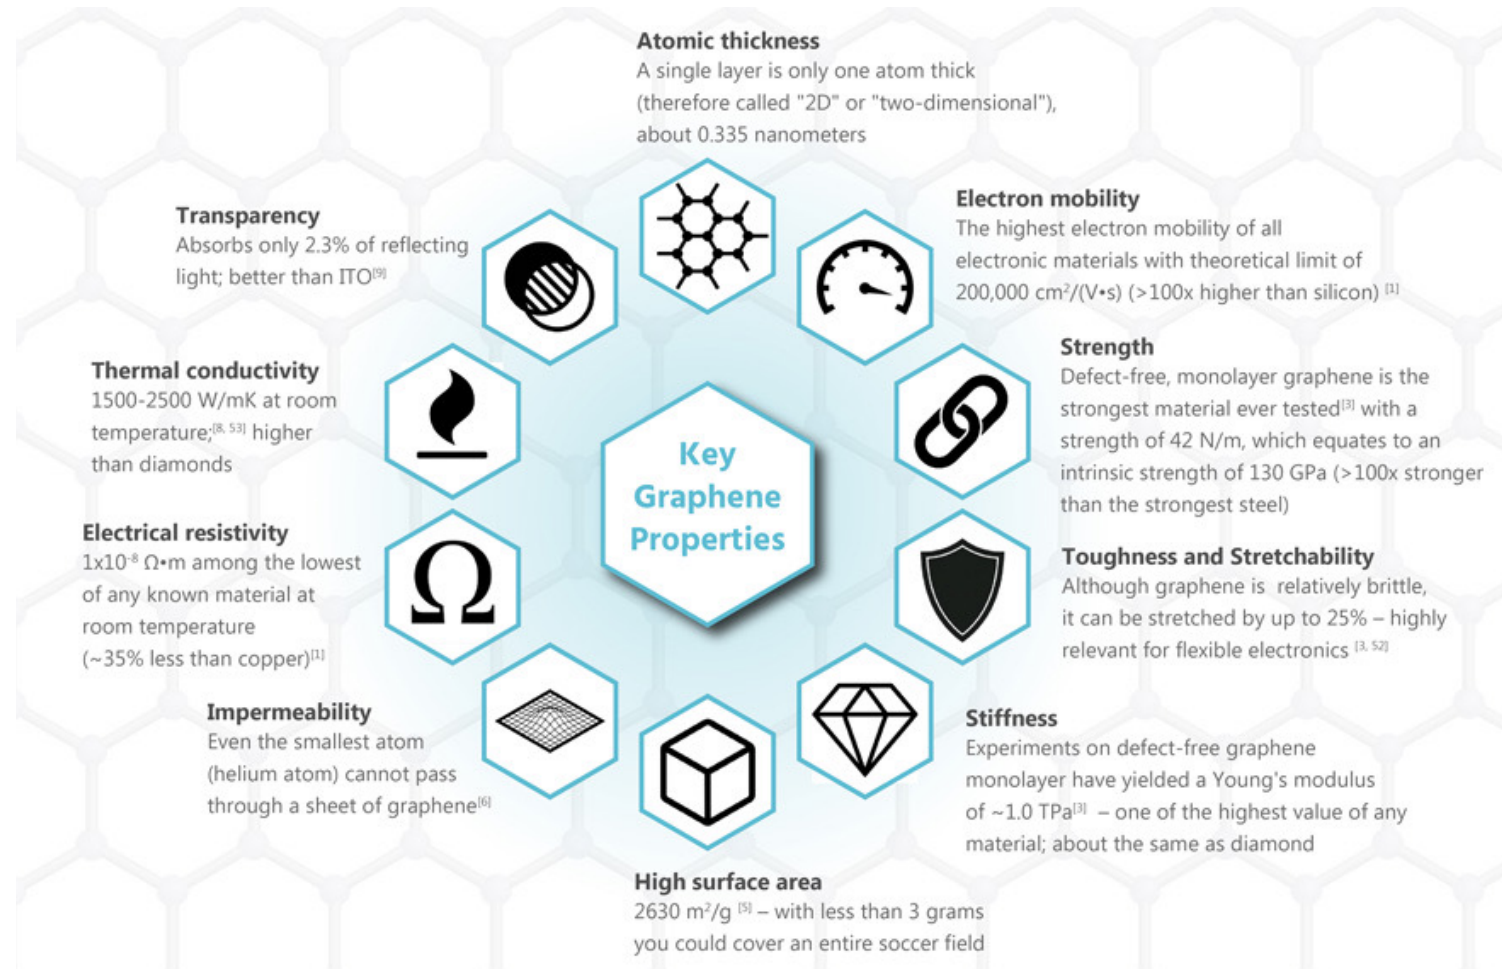 Atomic thickness
A single layer is only one atom thick
(therefore called "2D" or "two-dimensional"),
about 0.335 nanometers
Electron mobility
The highest electron mobility of all
electronic materials with theoretical limit of
200,000 cm²/(V•s) (>100x higher than silicon) [1]
Strength
Defect-free, monolayer graphene is the
strongest material ever tested[3] with a
strength of 42 N/m, which equates to an
intrinsic strength of 130 GPa (>100x stronger
than the strongest steel)
Toughness and Stretchability
Although graphene is relatively brittle,
it can be stretched by up to 25% – highly
relevant for flexible electronics [3, 52]
Stiffness
Experiments on defect-free graphene
monolayer have yielded a Young's modulus
of ~1.0 TPa[3] – one of the highest value of any
material; about the same as diamond
High surface area
2630 m²/g [5] – with less than 3 grams
you could cover an entire soccer field
Impermeability
Even the smallest atom
(helium atom) cannot pass
through a sheet of graphene[6]
Electrical resistivity
1x10⁻⁸ Ω•m among the lowest
of any known material at
room temperature
(~35% less than copper)[1]
Thermal conductivity
1500-2500 W/mK at room
temperature;[8, 53] higher
than diamonds
Transparency
Absorbs only 2.3% of reflecting
light; better than ITO[9]
Key
Graphene
Properties
Ω